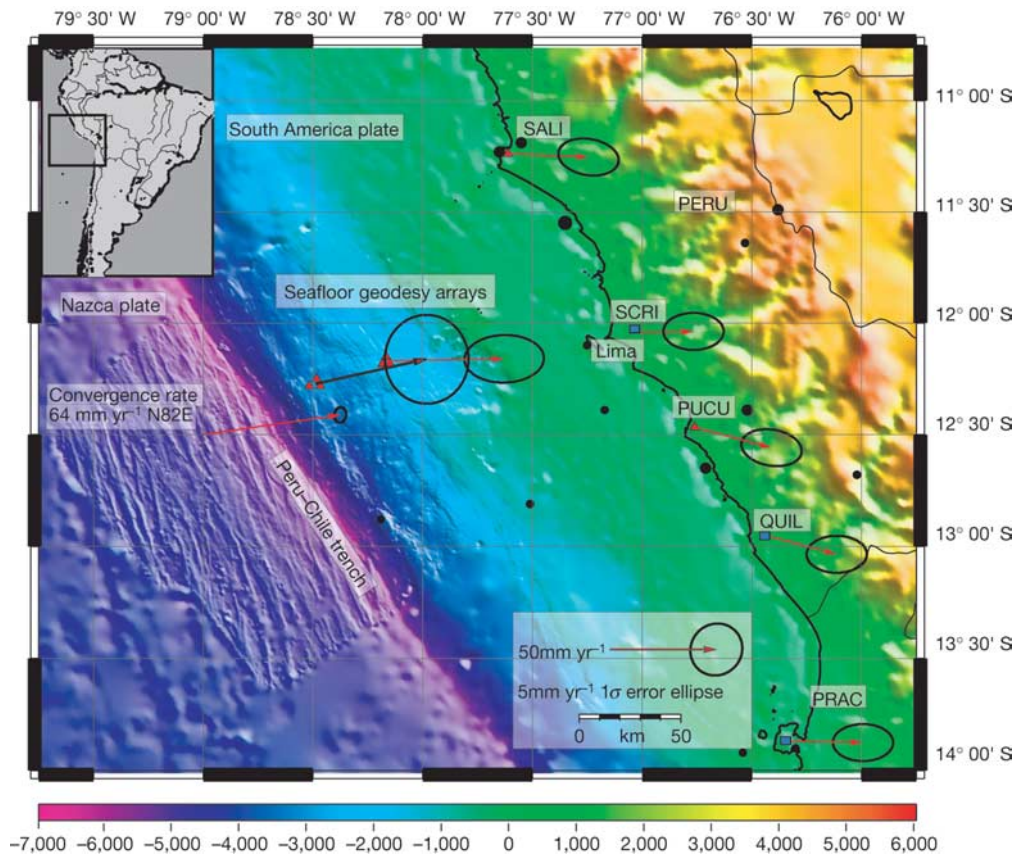 79° 30′ W 79° 00′ 78° 30′ 78° 00′ 77° 30′ 77° 00′ 76° 30′ 76° 00′
11° 00′ S
South America plate
SALI
PERU
11° 30′ S
Nazca plate
Seafloor geodesy arrays
SCRI
12° 00′ S
Lima
Convergence rate
64 mm yr⁻¹ N82E
PUCU
12° 30′ S
Peru–Chile trench
QUIL
13° 00′ S
50mm yr⁻¹
13° 30′ S
5mm yr⁻¹ 1σ error ellipse
0 km 50
PRAC
14° 00′ S
−7,000 −6,000 −5,000 −4,000 −3,000 −2,000 −1,000 0 1,000 2,000 3,000 4,000 5,000 6,000